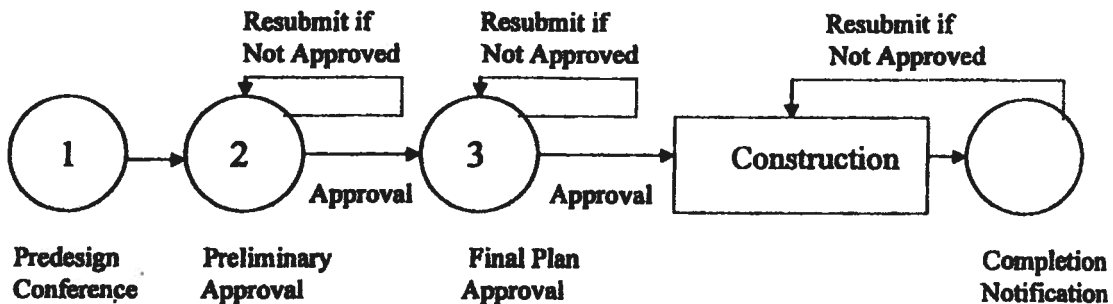 Resubmit if
Not Approved
Resubmit if
Not Approved
Resubmit if
Not Approved
1
2
3
Construction
Approval
Approval
Predesign
Conference
Preliminary
Approval
Final Plan
Approval
Completion
Notification